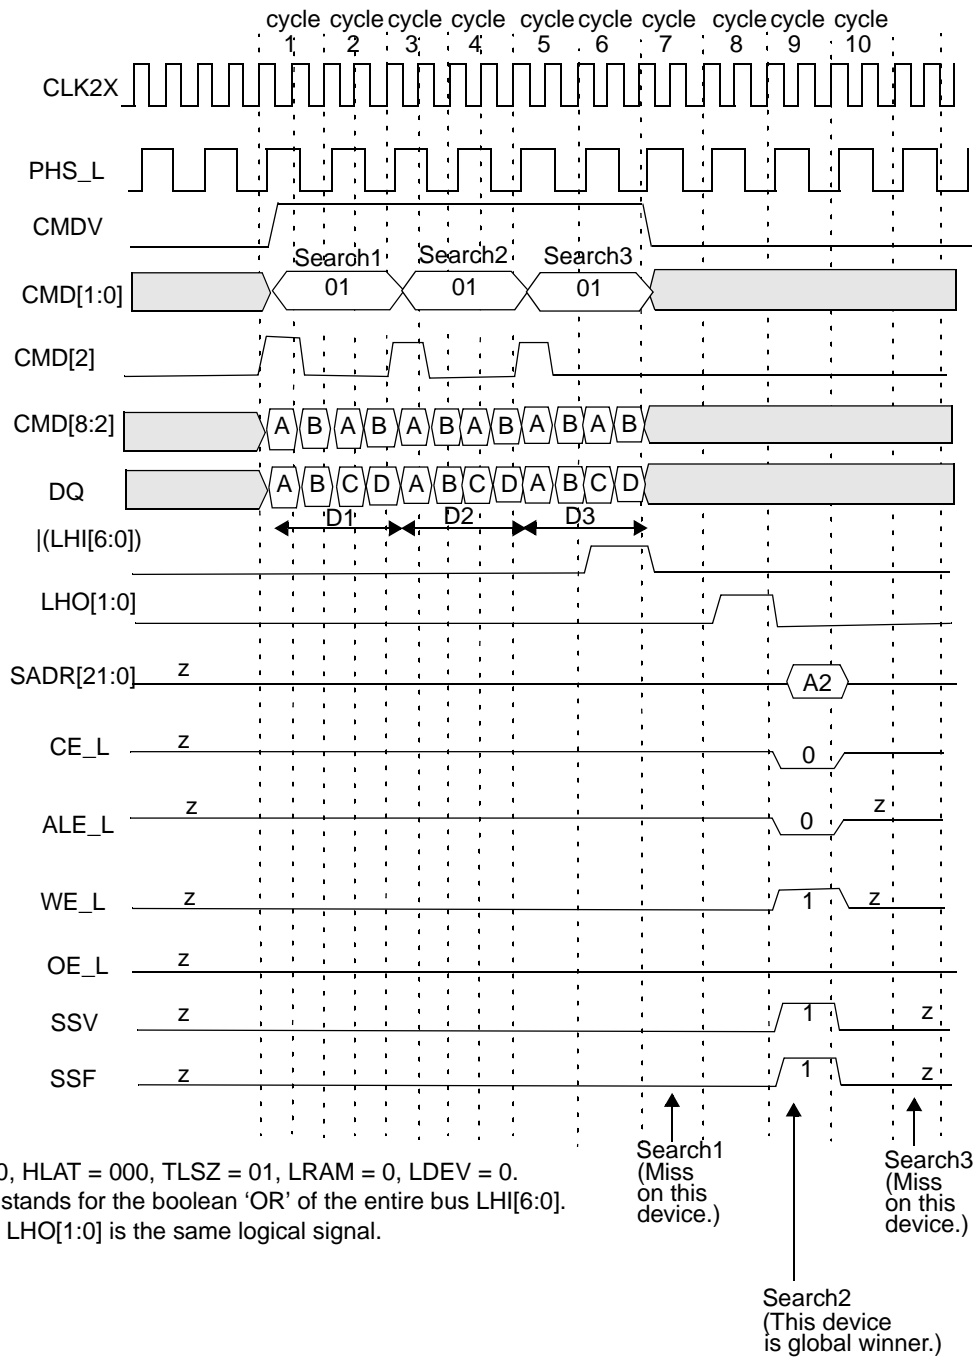 cycle cycle cycle cycle cycle cycle cycle cycle cycle cycle
1 2 3 4 5 6 7 8 9 10
CLK2X
PHS_L
CMDV
Search1 Search2 Search3
CMD[1:0] 01 01 01
CMD[2]
CMD[8:2] A B A B A B A B A B A B
DQ A B C D A B C D A B C D
D1 D2 D3
|(LHI[6:0])
LHO[1:0]
SADR[21:0] z A2
CE_L z 0
ALE_L z 0 z
WE_L z 1 z
OE_L z
SSV z 1 z
SSF z 1 z
Search1
(Miss
on this
device.)
Search3
(Miss
on this
device.)
0, HLAT = 000, TLSZ = 01, LRAM = 0, LDEV = 0.
stands for the boolean ‘OR’ of the entire bus LHI[6:0].
LHO[1:0] is the same logical signal.
Search2
(This device
is global winner.)